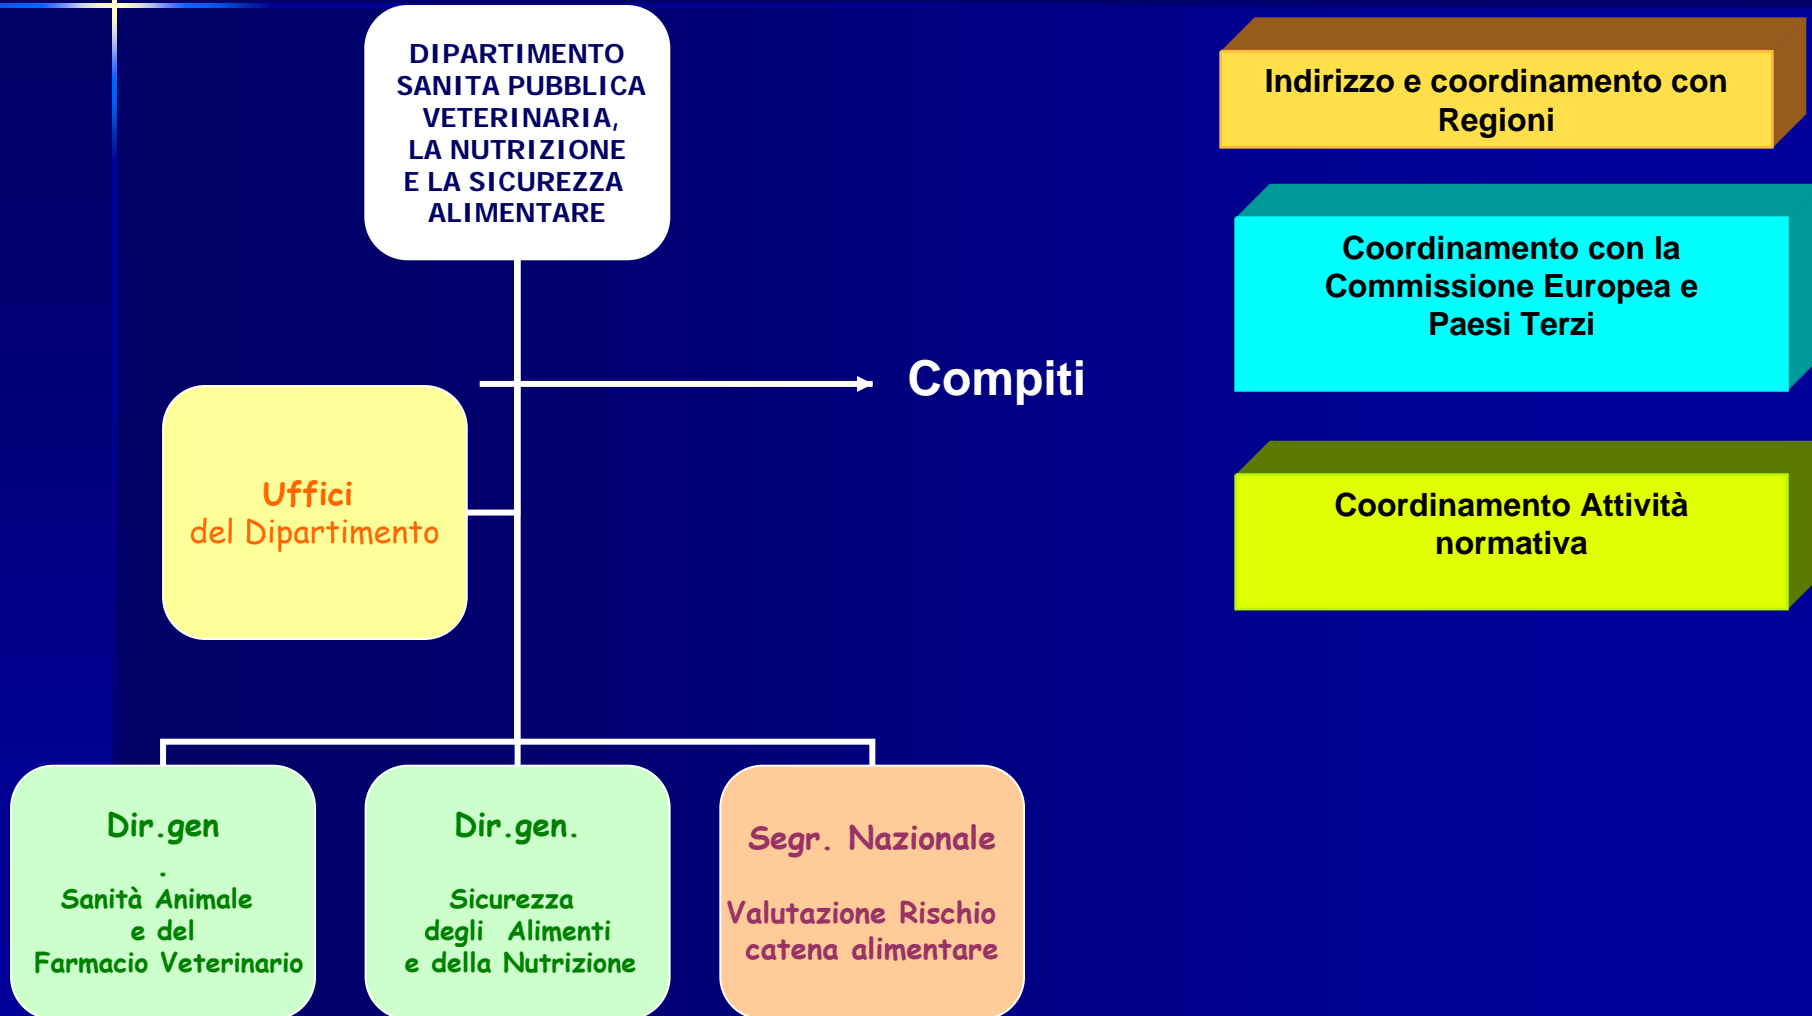 DIPARTIMENTO
SANITA PUBBLICA
VETERINARIA,
LA NUTRIZIONE
E LA SICUREZZA
ALIMENTARE
Indirizzo e coordinamento con
Regioni
Coordinamento con la
Commissione Europea e
Paesi Terzi
Compiti
Coordinamento Attività
normativa
Uffici
del Dipartimento
Dir.gen
.
Sanità Animale
e del
Farmacio Veterinario
Dir.gen.
Sicurezza
degli Alimenti
e della Nutrizione
Segr. Nazionale
Valutazione Rischio
catena alimentare